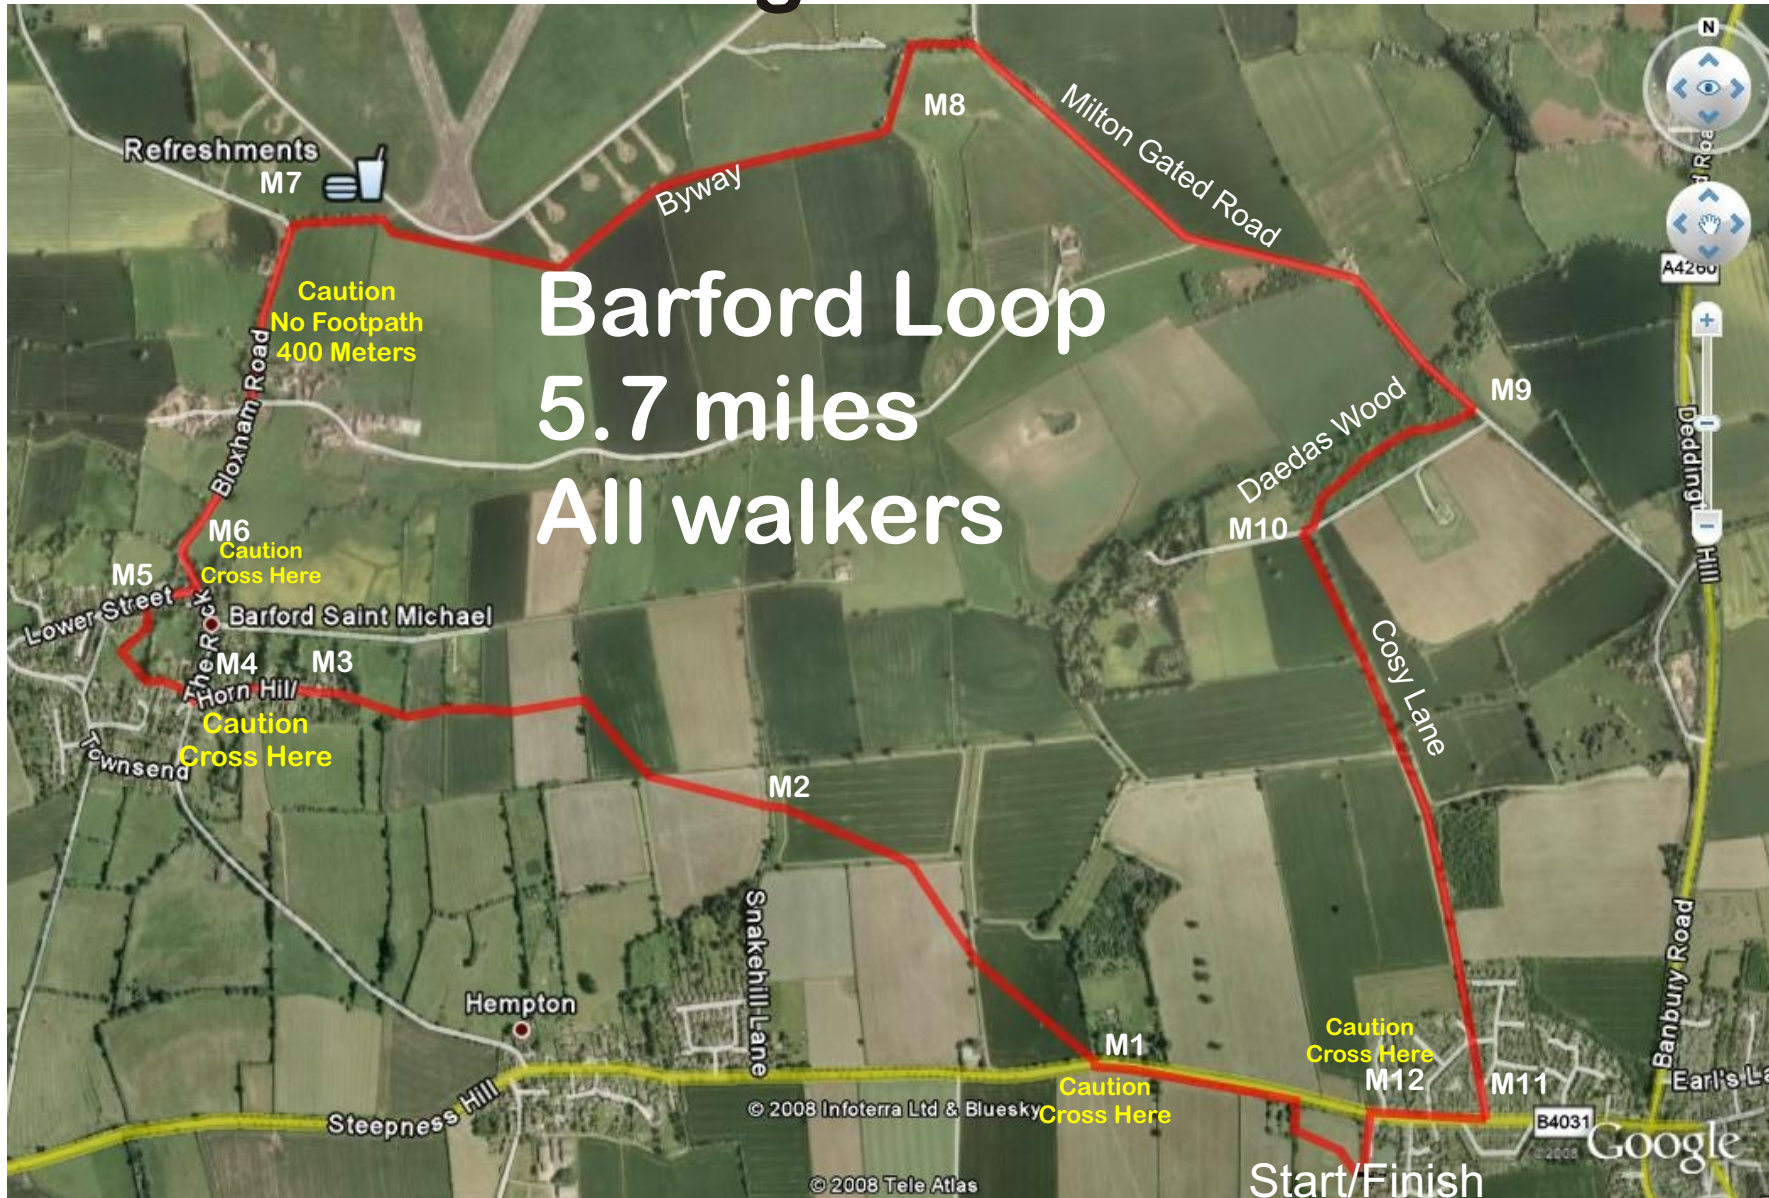 g
N
Refreshments
M7
M8
Milton Gated Road
Byway
A4260
Caution
No Footpath
400 Meters
Barford Loop
5.7 miles
All walkers
Bloxham Road
M9
Daedas Wood
M10
Hill
M6
Caution
Cross Here
M5
Lower Street
The Rock
Barford Saint Michael
M4
M3
Horn Hill
Caution
Cross Here
Townsend
Cosy Lane
M2
Snakehill Lane
Banbury Road
Hempton
M1
Caution
Cross Here
Caution
Cross Here
M12
M11
Earl's La
Steepness Hill
© 2008 Infoterra Ltd & Bluesky
B4031
© 2008
Google
© 2008 Tele Atlas
Start/Finish